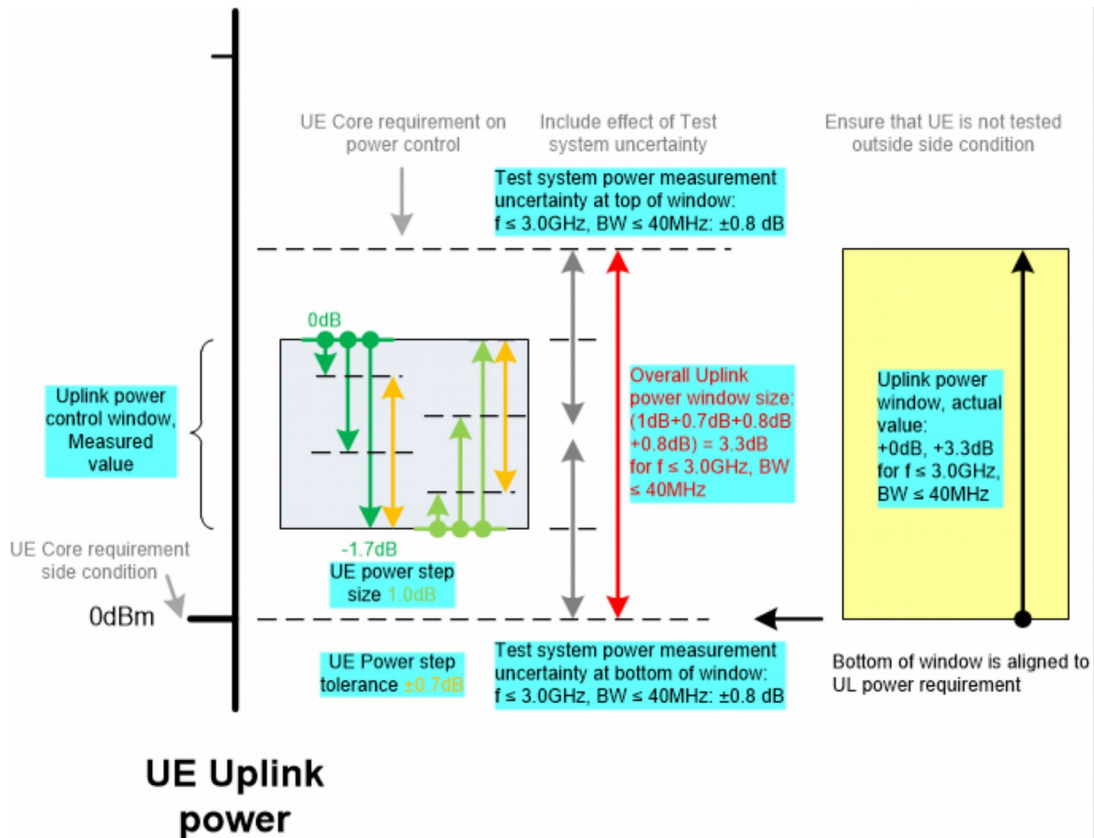 UE Core requirement on
power control
Include effect of Test
system uncertainty
Ensure that UE is not tested
outside side condition
Test system power measurement
uncertainty at top of window:
f ≤ 3.0GHz, BW ≤ 40MHz: ±0.8 dB
0dB
Uplink power
control window,
Measured
value
Overall Uplink
power window size:
(1dB+0.7dB+0.8dB
+0.8dB) = 3.3dB
for f ≤ 3.0GHz, BW
≤ 40MHz
Uplink power
window, actual
value:
+0dB, +3.3dB
for f ≤ 3.0GHz,
BW ≤ 40MHz
-1.7dB
UE Core requirement
side condition
UE power step
size 1.0dB
0dBm
UE Power step
tolerance ±0.7dB
Test system power measurement
uncertainty at bottom of window:
f ≤ 3.0GHz, BW ≤ 40MHz: ±0.8 dB
Bottom of window is aligned to
UL power requirement
UE Uplink
power